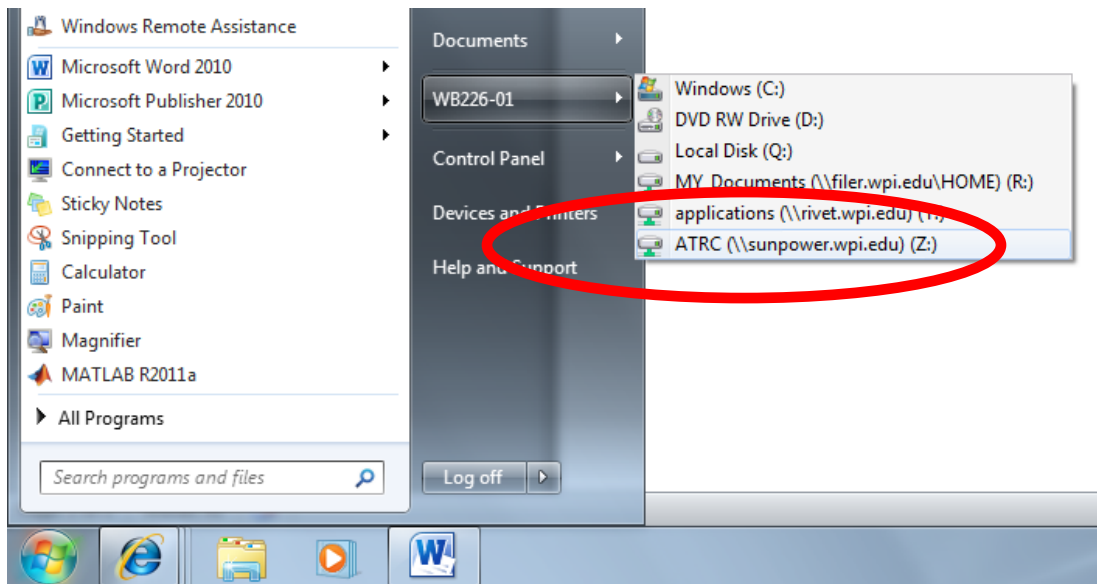 Windows Remote Assistance
Microsoft Word 2010
Microsoft Publisher 2010
Getting Started
Connect to a Projector
Sticky Notes
Snipping Tool
Calculator
Paint
Magnifier
MATLAB R2011a
All Programs
Search programs and files
Documents
WB226-01
Control Panel
Devices and Printers
Help and Support
Log off
Windows (C:)
DVD RW Drive (D:)
Local Disk (Q:)
MY_Documents (\\filer.wpi.edu\HOME) (R:)
applications (\\rivet.wpi.edu)
ATRC (\\sunpower.wpi.edu) (Z:)